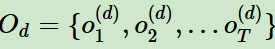 O_d = {o_1^{(d)}, o_2^{(d)}, … o_T^{(d)}}